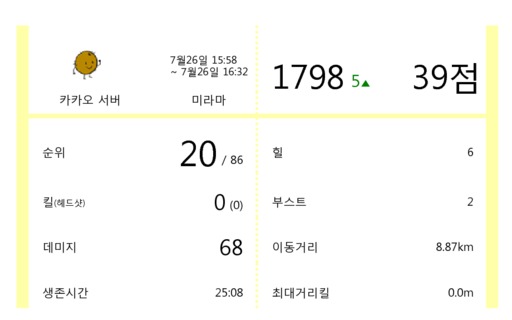 7월26일 15:58
~ 7월26일 16:32
카카오 서버
미라마
1798 5▲
39점
순위
20 / 86
힐
6
킬(헤드샷)
0 (0)
부스트
2
데미지
68
이동거리
8.87km
생존시간
25:08
최대거리킬
0.0m